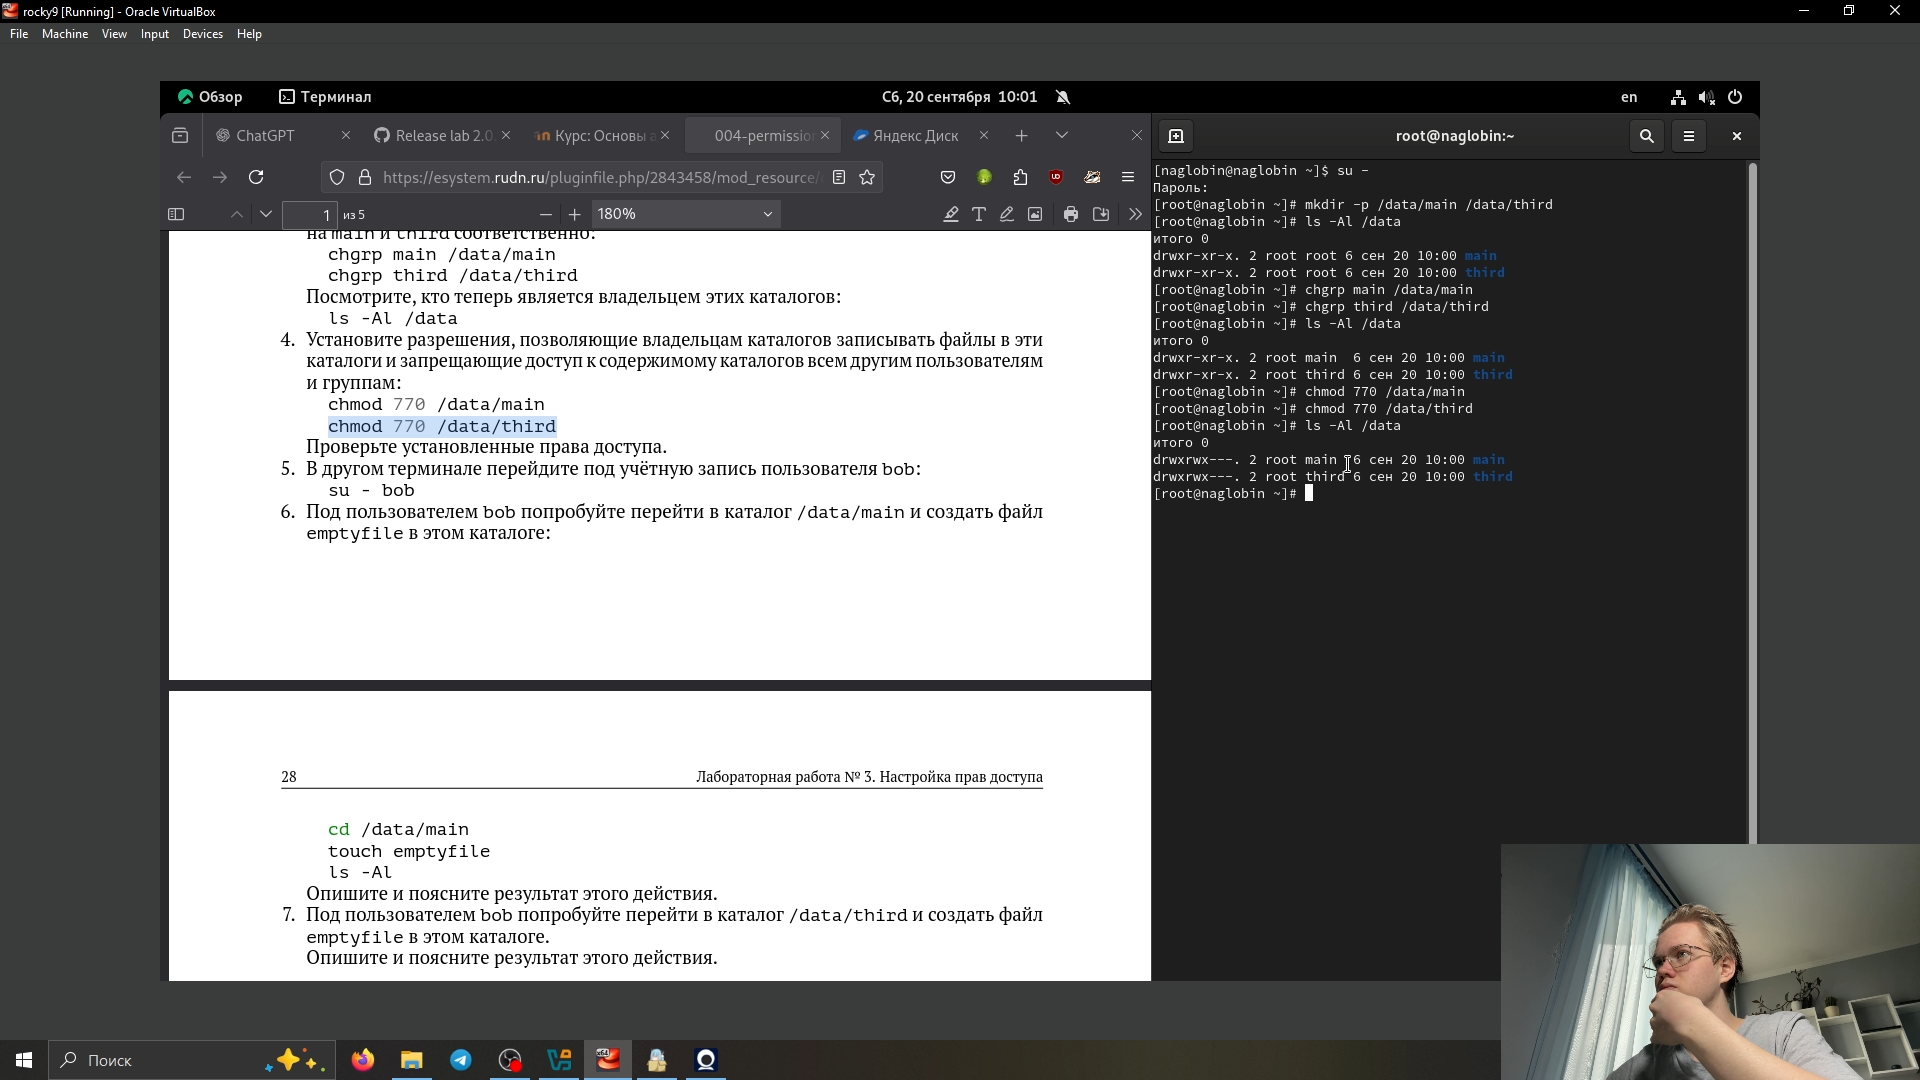 rocky9 [Running] - Oracle VirtualBox
File Machine View Input Devices Help
Обзор Терминал Сб, 20 сентября 10:01 en
ChatGPT Release lab 2.0. Курс: Основы а 004-permission Яндекс Диск
https://esystem.rudn.ru/pluginfile.php/2843458/mod_resource/
1 из 5 180%
на main и third соответственно:
chgrp main /data/main
chgrp third /data/third
Посмотрите, кто теперь является владельцем этих каталогов:
ls -Al /data
4. Установите разрешения, позволяющие владельцам каталогов записывать файлы в эти
каталоги и запрещающие доступ к содержимому каталогов всем другим пользователям
и группам:
chmod 770 /data/main
chmod 770 /data/third
Проверьте установленные права доступа.
5. В другом терминале перейдите под учётную запись пользователя bob:
su - bob
6. Под пользователем bob попробуйте перейти в каталог /data/main и создать файл
emptyfile в этом каталоге:
28 Лабораторная работа № 3. Настройка прав доступа
cd /data/main
touch emptyfile
ls -Al
Опишите и поясните результат этого действия.
7. Под пользователем bob попробуйте перейти в каталог /data/third и создать файл
emptyfile в этом каталоге.
Опишите и поясните результат этого действия.
root@naglobin:~
[naglobin@naglobin ~]$ su -
Пароль:
[root@naglobin ~]# mkdir -p /data/main /data/third
[root@naglobin ~]# ls -Al /data
итого 0
drwxr-xr-x. 2 root root 6 сен 20 10:00 main
drwxr-xr-x. 2 root root 6 сен 20 10:00 third
[root@naglobin ~]# chgrp main /data/main
[root@naglobin ~]# chgrp third /data/third
[root@naglobin ~]# ls -Al /data
итого 0
drwxr-xr-x. 2 root main  6 сен 20 10:00 main
drwxr-xr-x. 2 root third 6 сен 20 10:00 third
[root@naglobin ~]# chmod 770 /data/main
[root@naglobin ~]# chmod 770 /data/third
[root@naglobin ~]# ls -Al /data
итого 0
drwxrwx---. 2 root main  6 сен 20 10:00 main
drwxrwx---. 2 root third 6 сен 20 10:00 third
[root@naglobin ~]#
Поиск